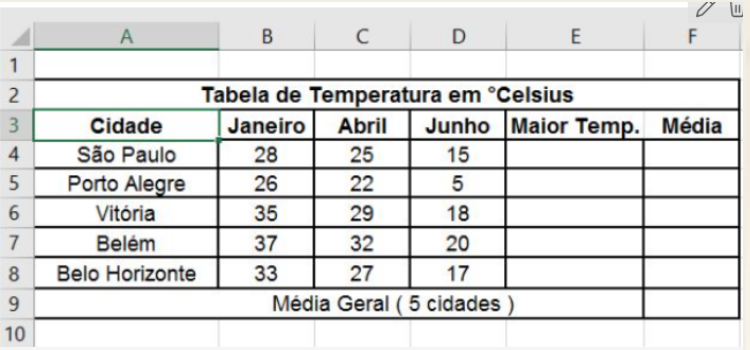 A B C D E F
1
2 Tabela de Temperatura em °Celsius
3 Cidade Janeiro Abril Junho Maior Temp. Média
4 São Paulo 28 25 15
5 Porto Alegre 26 22 5
6 Vitória 35 29 18
7 Belém 37 32 20
8 Belo Horizonte 33 27 17
9 Média Geral ( 5 cidades )
10